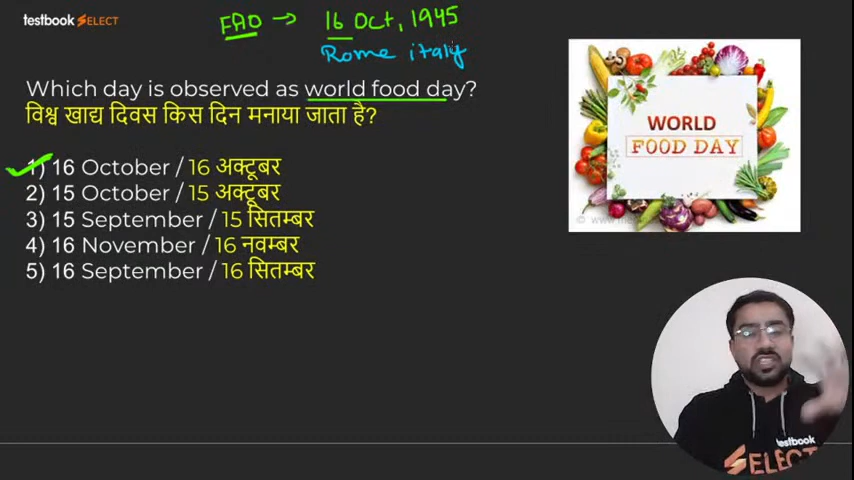 testbook SELECT
FAO → 16 Oct, 1945
Rome italy
Which day is observed as world food day?
विश्व खाद्य दिवस किस दिन मनाया जाता है?
1) 16 October / 16 अक्टूबर
2) 15 October / 15 अक्टूबर
3) 15 September / 15 सितम्बर
4) 16 November / 16 नवम्बर
5) 16 September / 16 सितम्बर
WORLD
FOOD DAY
testbook
SELECT